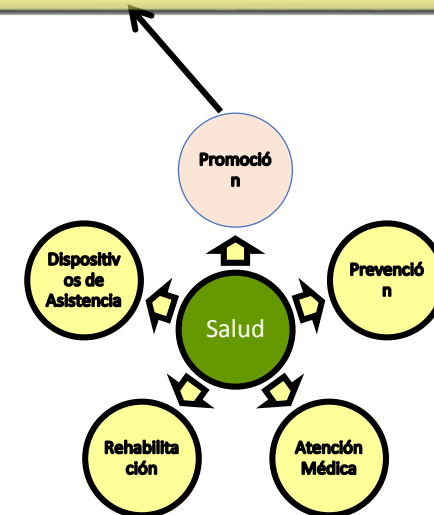 Promoció
n
Dispositiv
os de
Asistencia
Prevenció
n
Salud
Rehabilita
ción
Atención
Médica